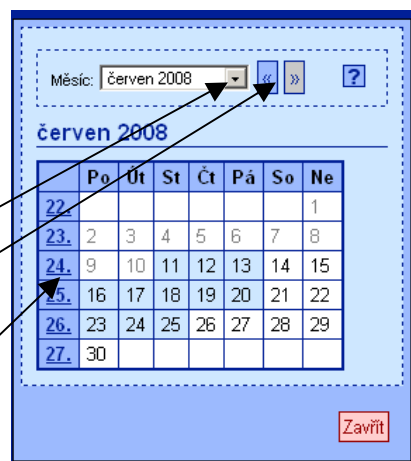 Měsíc: červen 2008 « » ?
červen 2008
Po Út St Čt Pá So Ne
22. 1
23. 2 3 4 5 6 7 8
24. 9 10 11 12 13 14 15
25. 16 17 18 19 20 21 22
26. 23 24 25 26 27 28 29
27. 30
Zavřít